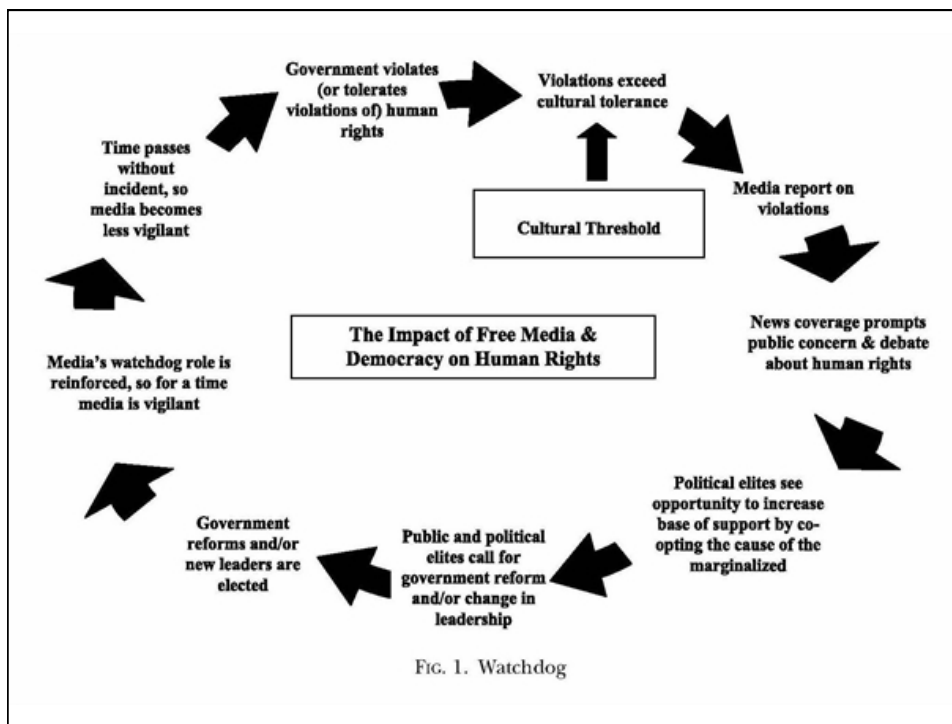 Government violates
(or tolerates
violations of) human
rights
Violations exceed
cultural tolerance
Cultural Threshold
Media report on
violations
News coverage prompts
public concern & debate
about human rights
Political elites see
opportunity to increase
base of support by co-
opting the cause of the
marginalized
Public and political
elites call for
government reform
and/or change in
leadership
Government
reforms and/or
new leaders are
elected
Media's watchdog role is
reinforced, so for a time
media is vigilant
Time passes
without
incident, so
media becomes
less vigilant
The Impact of Free Media &
Democracy on Human Rights
FIG. 1. Watchdog